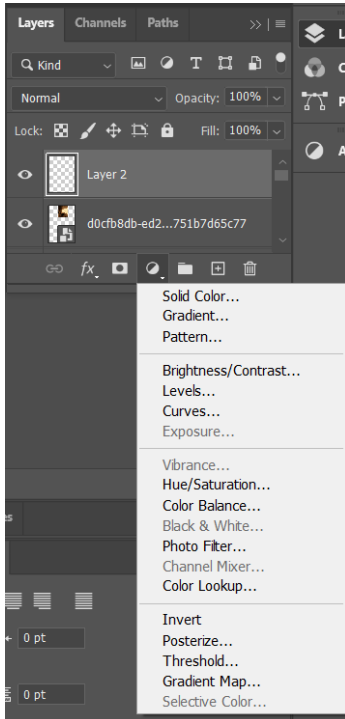 Layers Channels Paths
Kind
Normal Opacity: 100%
Lock: Fill: 100%
Layer 2
d0cfb8db-ed2...751b7d65c77
fx
Solid Color...
Gradient...
Pattern...
Brightness/Contrast...
Levels...
Curves...
Exposure...
Vibrance...
Hue/Saturation...
Color Balance...
Black & White...
Photo Filter...
Channel Mixer...
Color Lookup...
Invert
Posterize...
Threshold...
Gradient Map...
Selective Color...
0 pt
0 pt